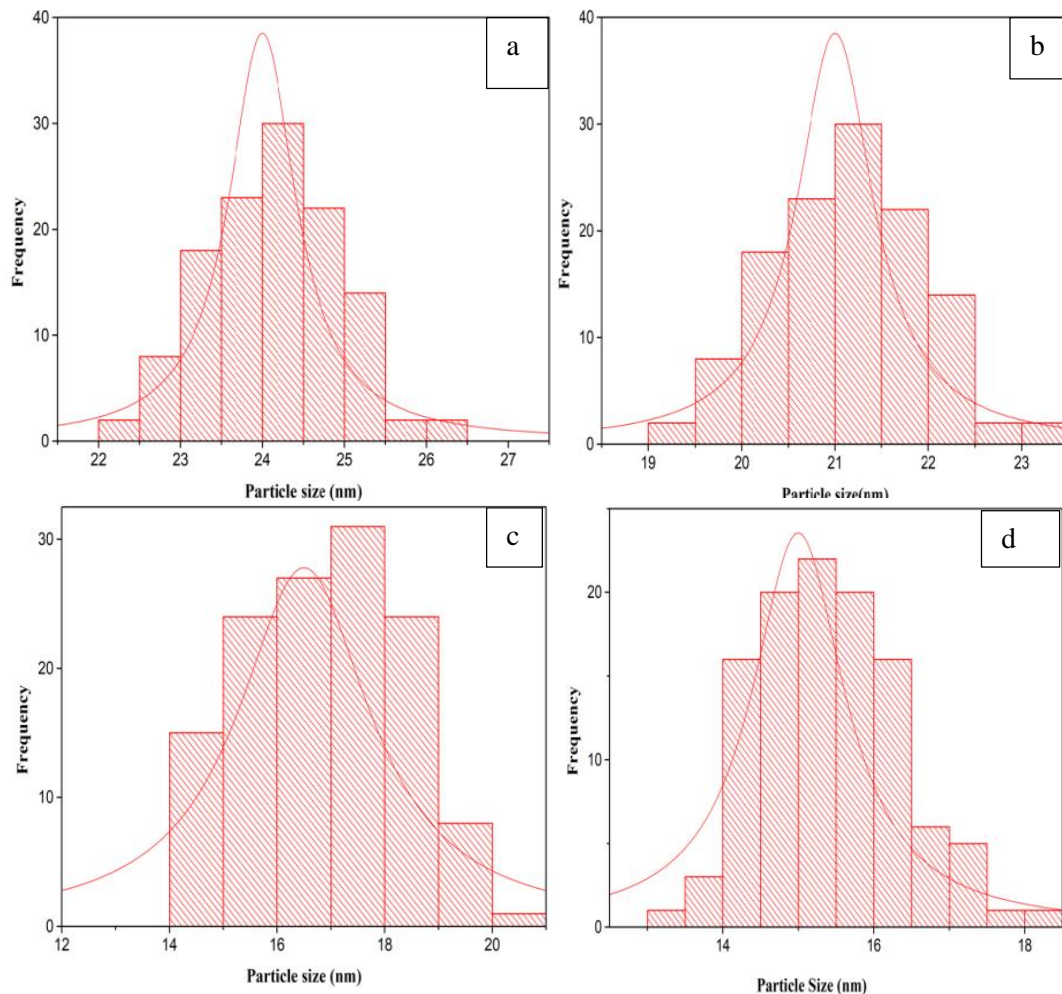 a
40
30
20
10
0
Frequency
22 23 24 25 26 27
Particle size (nm)
b
40
30
20
10
0
Frequency
19 20 21 22 23
Particle size(nm)
c
30
20
10
0
Frequency
12 14 16 18 20
Particle size (nm)
d
20
10
0
Frequency
14 16 18
Particle Size (nm)